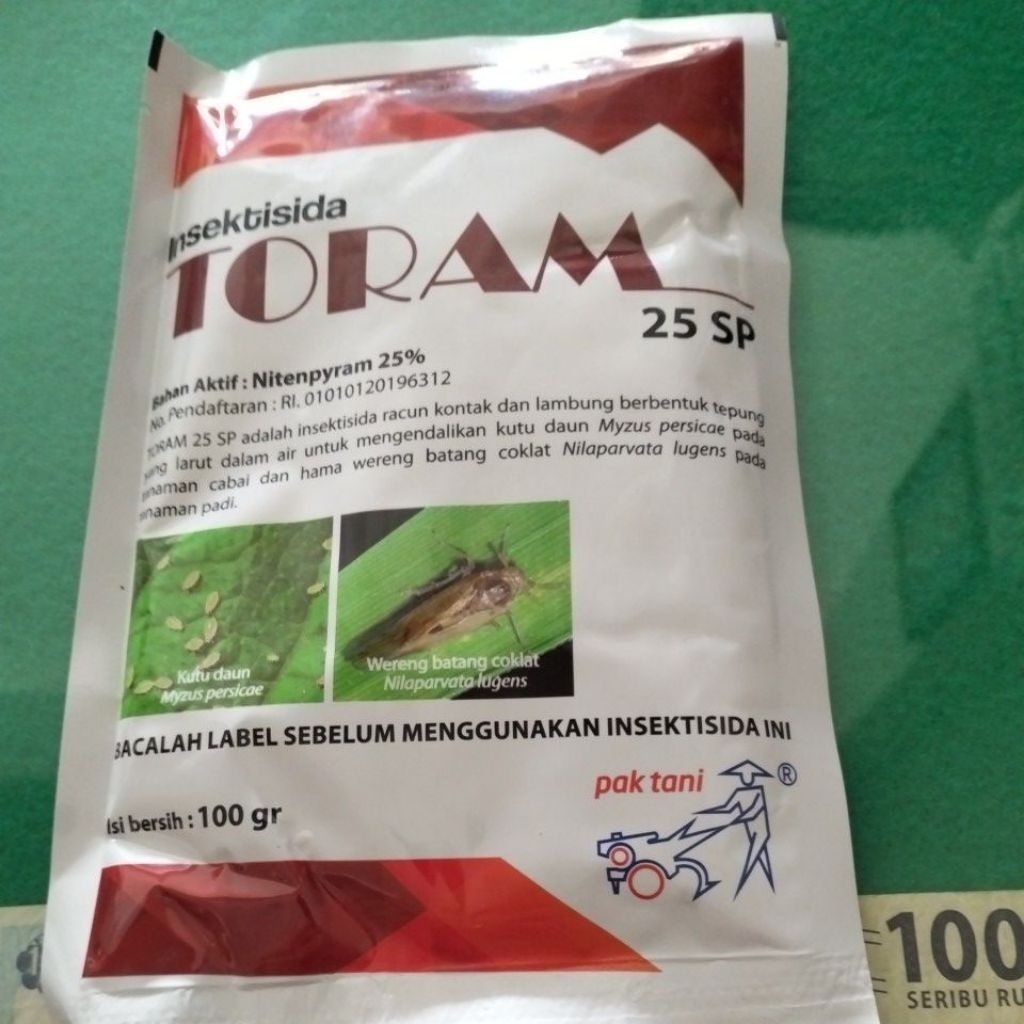 Insektisida
TORAM
25 SP
Bahan Aktif : Nitenpyram 25%
No. Pendaftaran : RI. 01010120196312
TORAM 25 SP adalah insektisida racun kontak dan lambung berbentuk tepung
yang larut dalam air untuk mengendalikan kutu daun Myzus persicae pada
tanaman cabai dan hama wereng batang coklat Nilaparvata lugens pada
tanaman padi.
Kutu daun
Myzus persicae
Wereng batang coklat
Nilaparvata lugens
BACALAH LABEL SEBELUM MENGGUNAKAN INSEKTISIDA INI
pak tani ®
Isi bersih : 100 gr
100
SERIBU RU